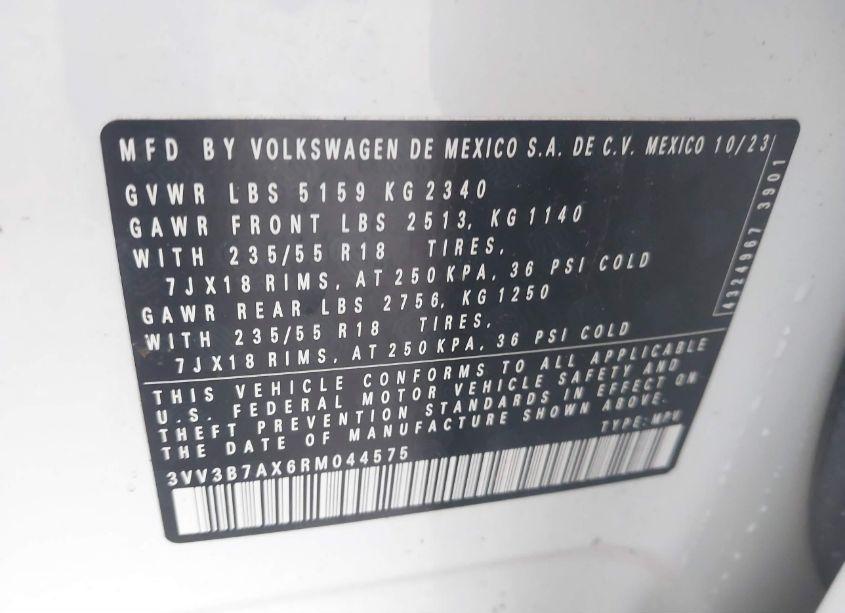 MFD BY VOLKSWAGEN DE MEXICO S.A. DE C.V. MEXICO 10/23
GVWR LBS 5159 KG 2340
GAWR FRONT LBS 2513, KG 1140
WITH 235/55 R18 TIRES,
7JX18 RIMS, AT 250 KPA, 36 PSI COLD
GAWR REAR LBS 2756, KG 1250
WITH 235/55 R18 TIRES,
7JX18 RIMS, AT 250 KPA, 36 PSI COLD
THIS VEHICLE CONFORMS TO ALL APPLICABLE
U.S. FEDERAL MOTOR VEHICLE SAFETY AND
THEFT PREVENTION STANDARDS IN EFFECT ON
THE DATE OF MANUFACTURE SHOWN ABOVE.
TYPE:MPV
3VV3B7AX6RM044575
4324967 3901